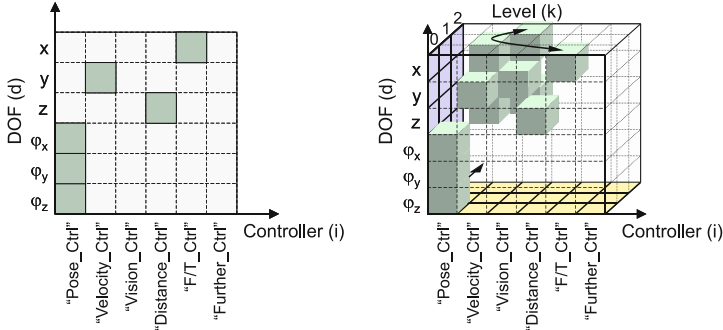 DOF (d)
x
y
z
φx
φy
φz
Controller (i)
“Pose_Ctrl”
“Velocity_Ctrl”
“Vision_Ctrl”
“Distance_Ctrl”
“F/T_Ctrl”
“Further_Ctrl”
Level (k)
0
1
2
DOF (d)
x
y
z
φx
φy
φz
Controller (i)
“Pose_Ctrl”
“Velocity_Ctrl”
“Vision_Ctrl”
“Distance_Ctrl”
“F/T_Ctrl”
“Further_Ctrl”